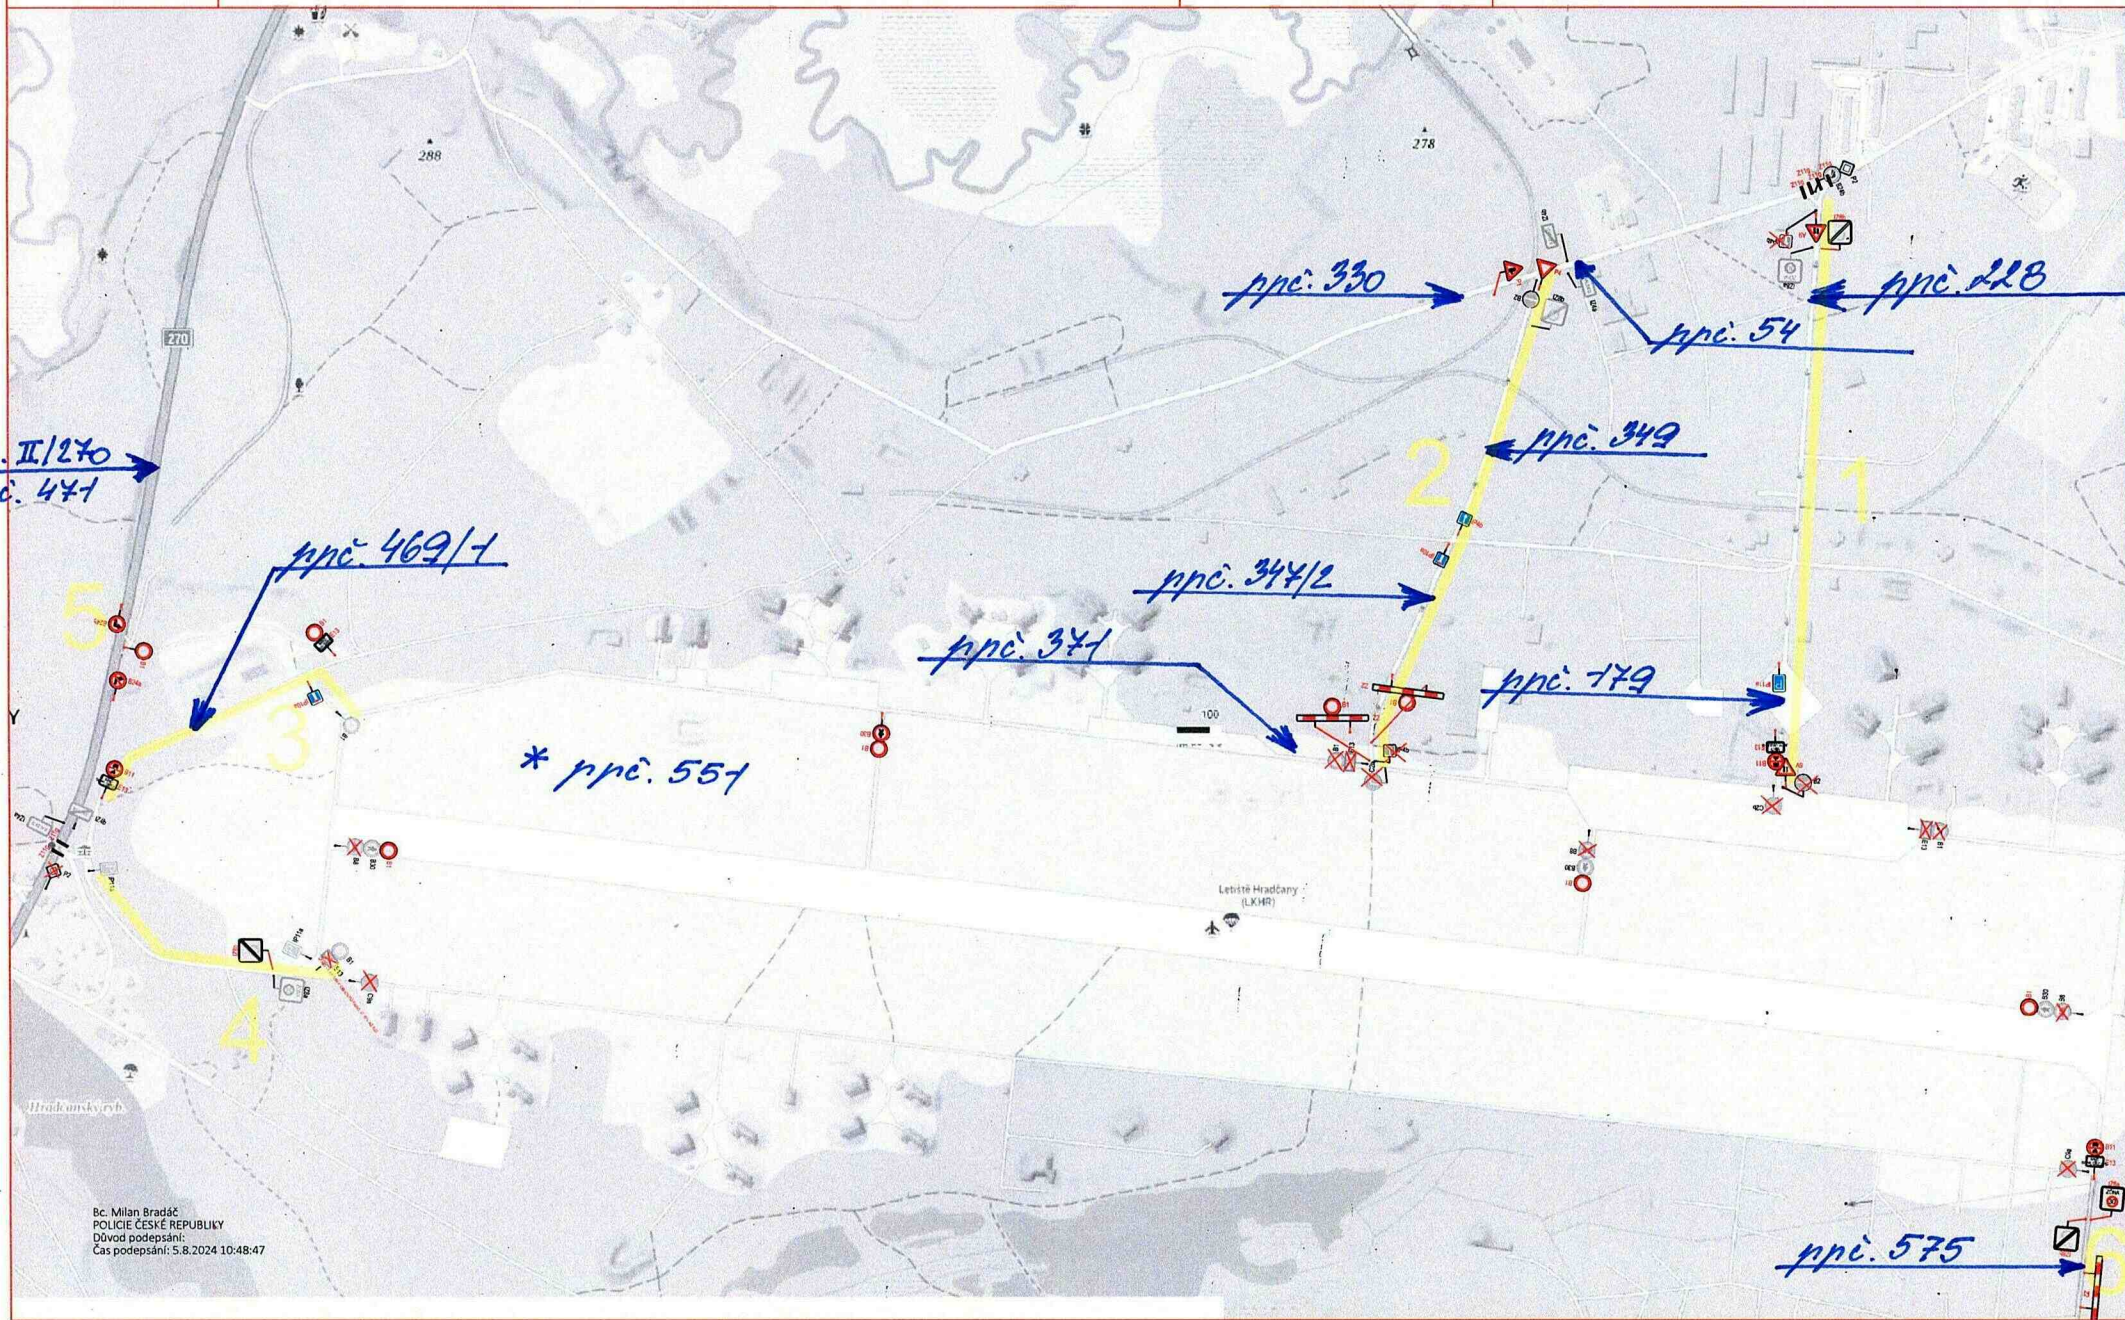 288
278
270
ppč. 330
ppč. 228
ppč. 54
. II/270
č. 471
2
ppč. 349
1
ppč. 469/1
ppč. 347/2
5
ppč. 371
ppč. 179
3
100
* ppč. 551
Letiště Hradčany
(LKHR)
4
Hradčanský ryb.
Bc. Milan Bradáč
POLICIE ČESKÉ REPUBLIKY
Důvod podepsání:
Čas podepsání: 5.8.2024 10:48:47
ppč. 575